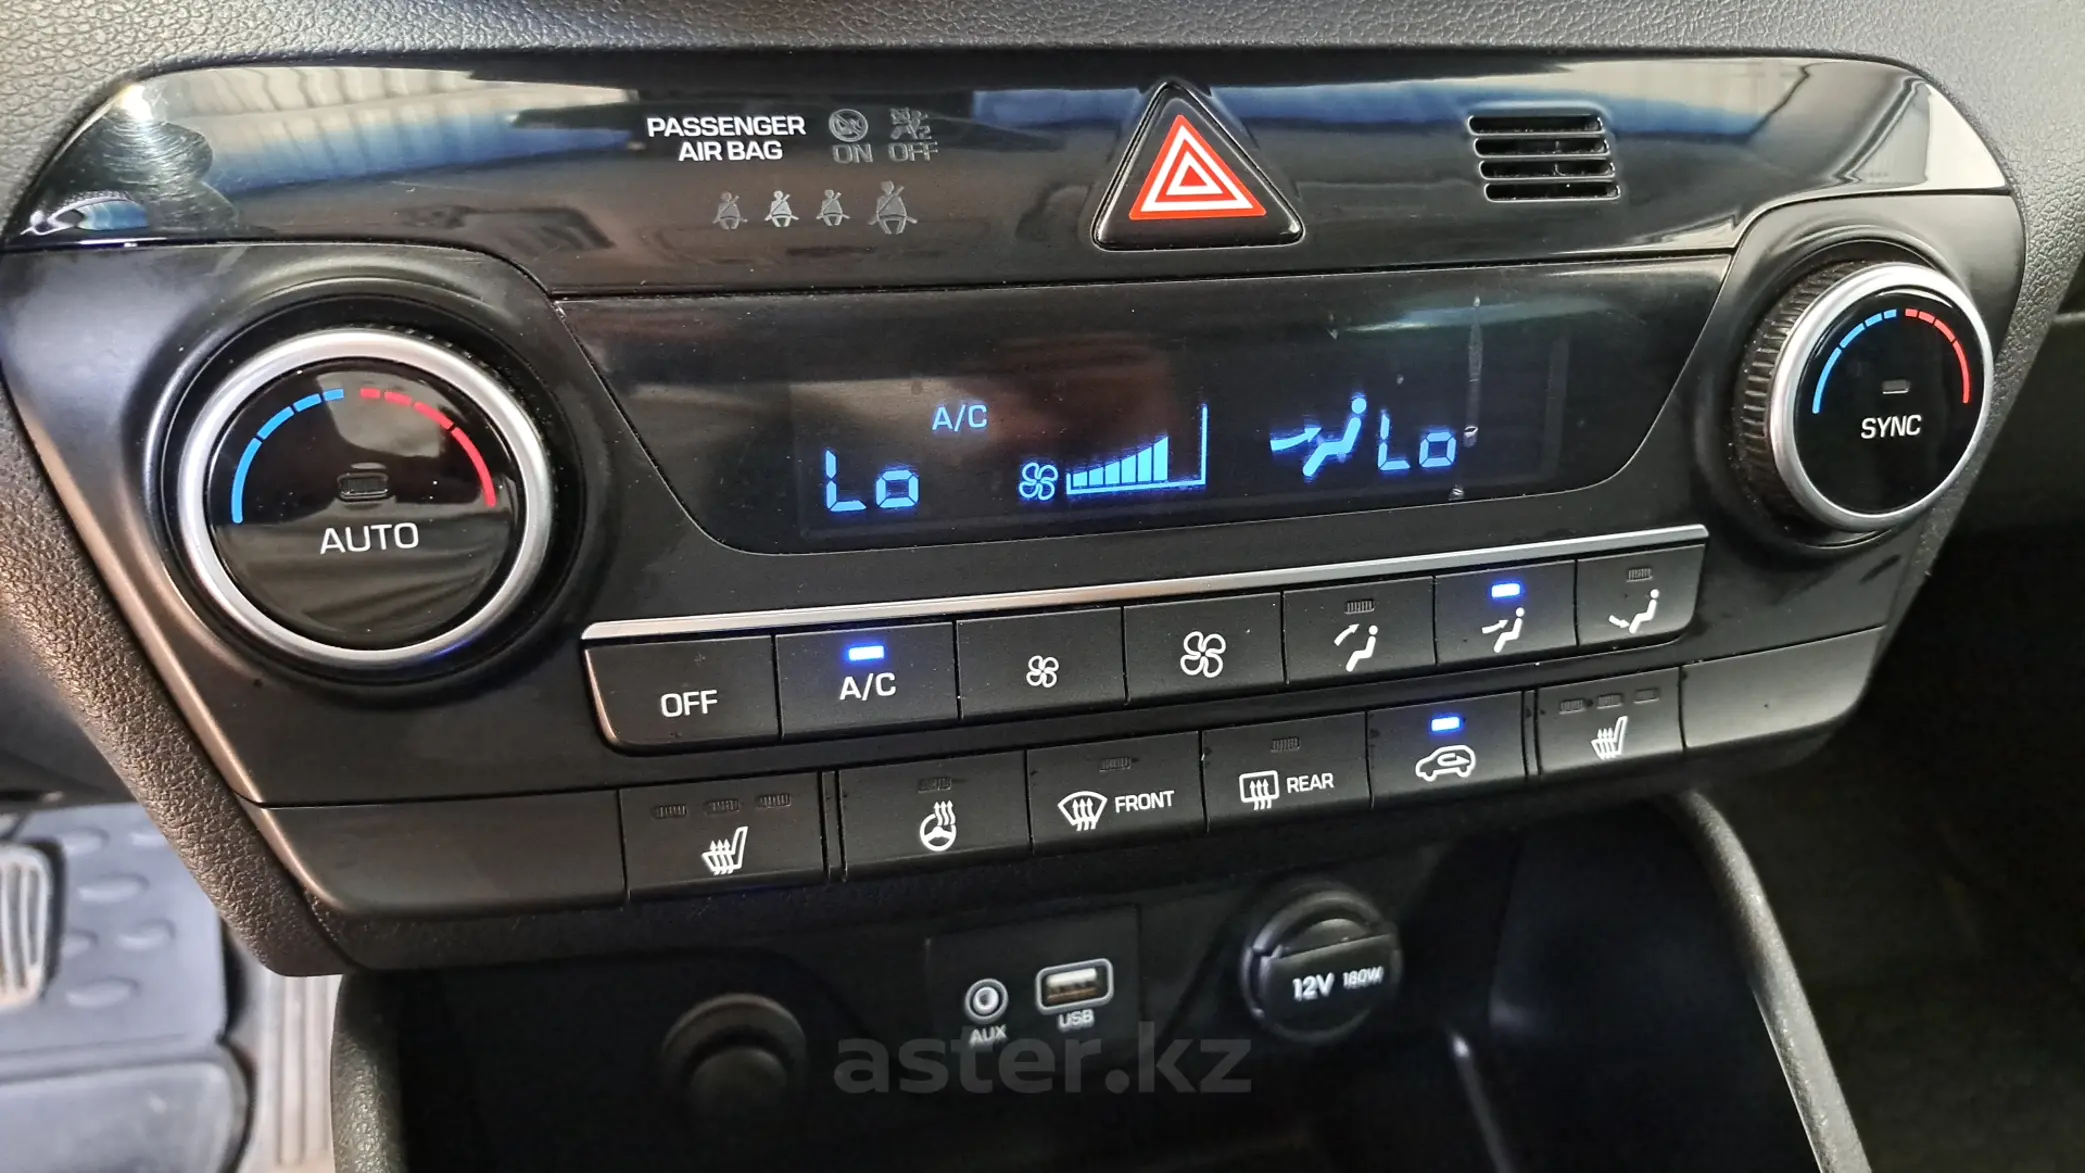 PASSENGER
AIR BAG
ON OFF
A/C
Lo
Lo
AUTO
SYNC
OFF
A/C
FRONT
REAR
12V 180W
AUX
USB
aster.kz